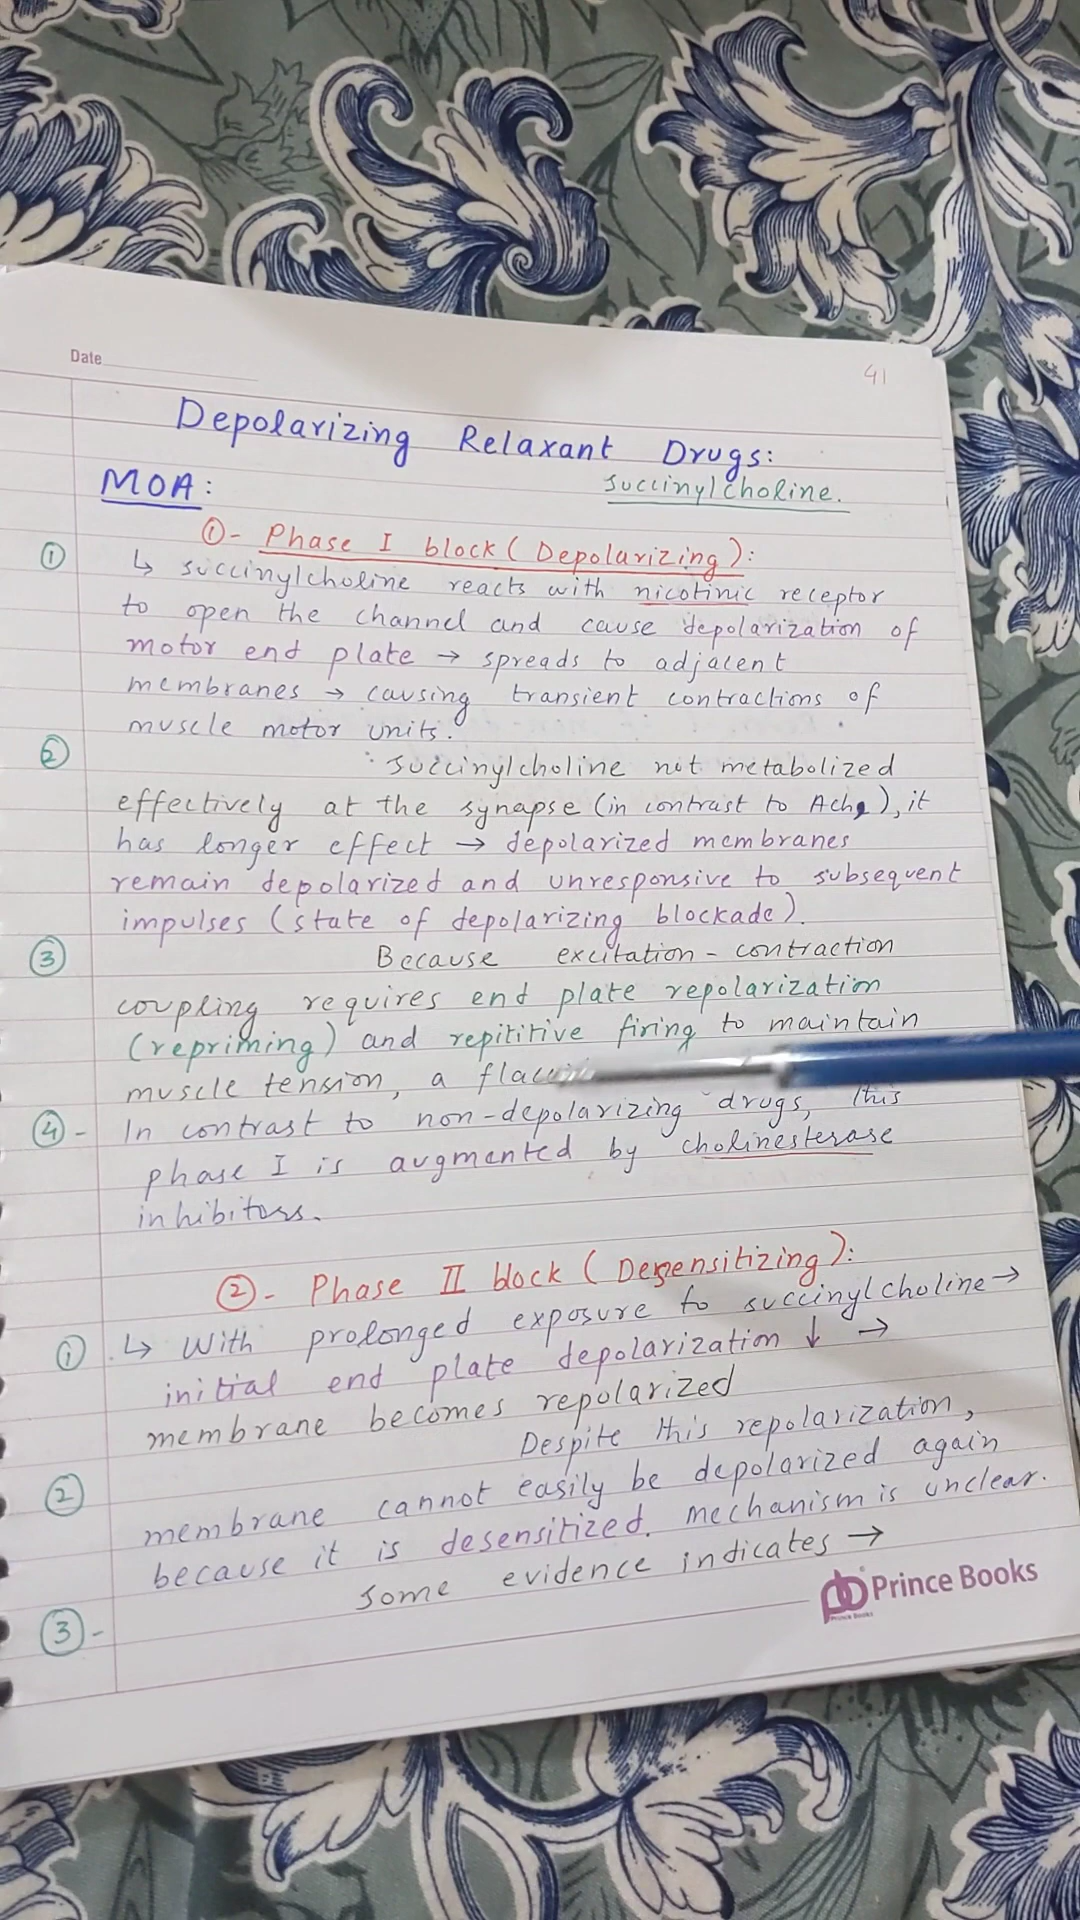 Date
41
Depolarizing Relaxant Drugs:
MOA:
Succinylcholine.
①- Phase I block (Depolarizing):
①
↳ succinylcholine reacts with nicotinic receptor
to open the channel and cause depolarization of
motor end plate → spreads to adjacent
membranes → causing transient contractions of
muscle motor units.
②
Succinylcholine not metabolized
effectively at the synapse (in contrast to Ach), it
has longer effect → depolarized membranes
remain depolarized and unresponsive to subsequent
impulses (state of depolarizing blockade).
③
Because excitation - contraction
coupling requires end plate repolarization
(repriming) and repititive firing to maintain
muscle tension, a
④- In contrast to non-depolarizing drugs, this
phase I is augmented by cholinesterase
inhibitors.
②- Phase II block (Desensitizing):
① ↳ With prolonged exposure to succinylcholine →
initial end plate depolarization ↓ →
membrane becomes repolarized
② Despite this repolarization,
membrane cannot easily be depolarized again
because it is desensitized. mechanism is unclear.
③- Some evidence indicates →
Prince Books
Prince Books